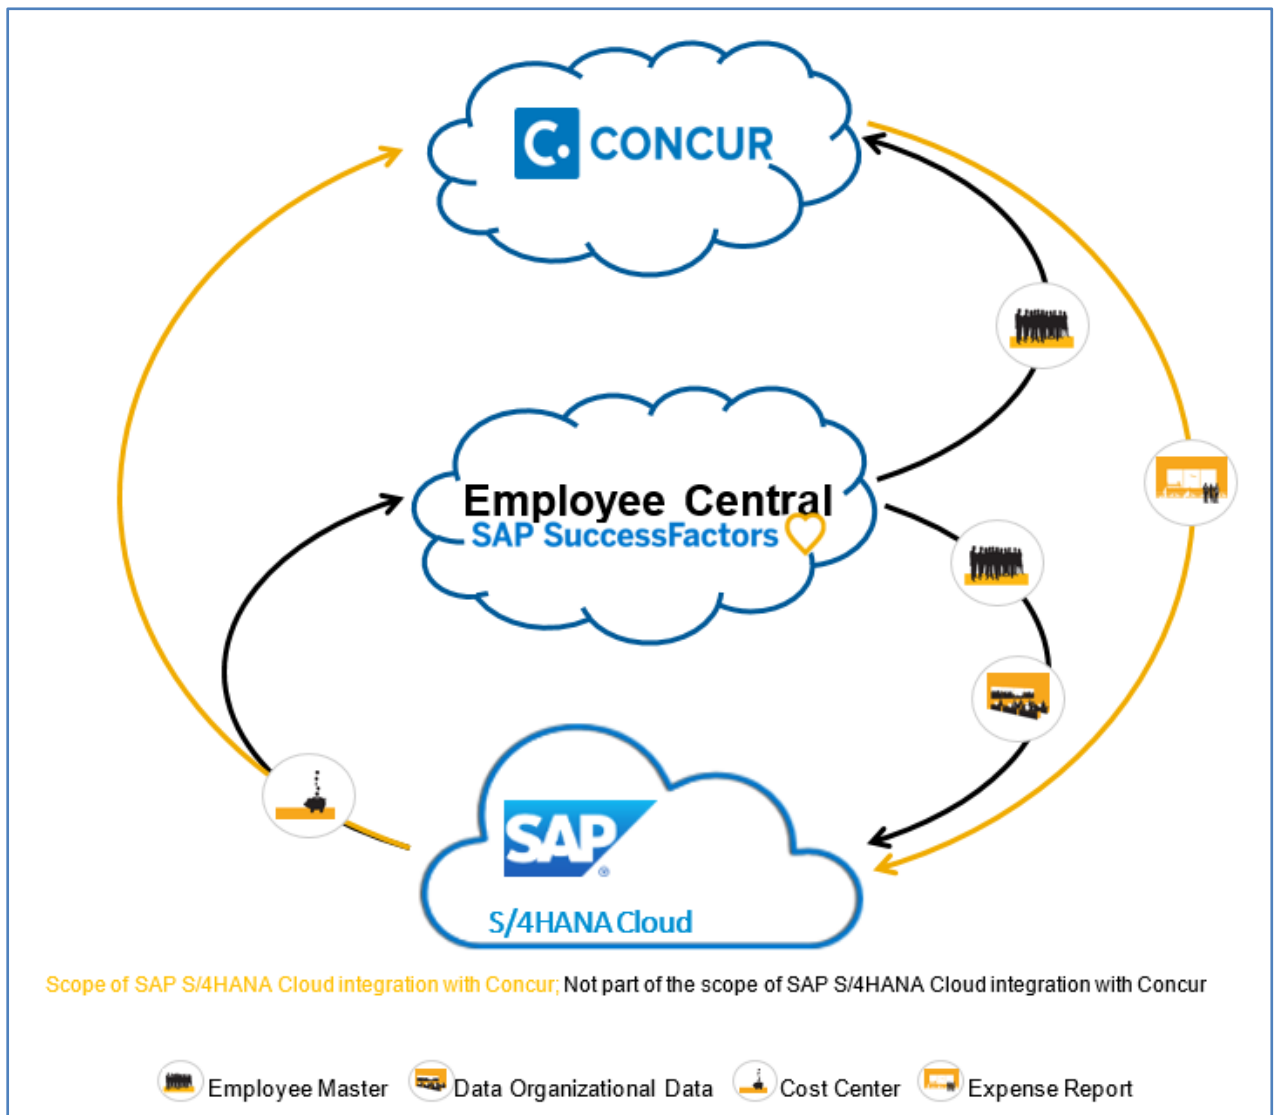 C. CONCUR
Employee Central
SAP SuccessFactors
SAP ®
S/4HANA Cloud
Scope of SAP S/4HANA Cloud integration with Concur; Not part of the scope of SAP S/4HANA Cloud integration with Concur
Employee Master Data Organizational Data Cost Center Expense Report